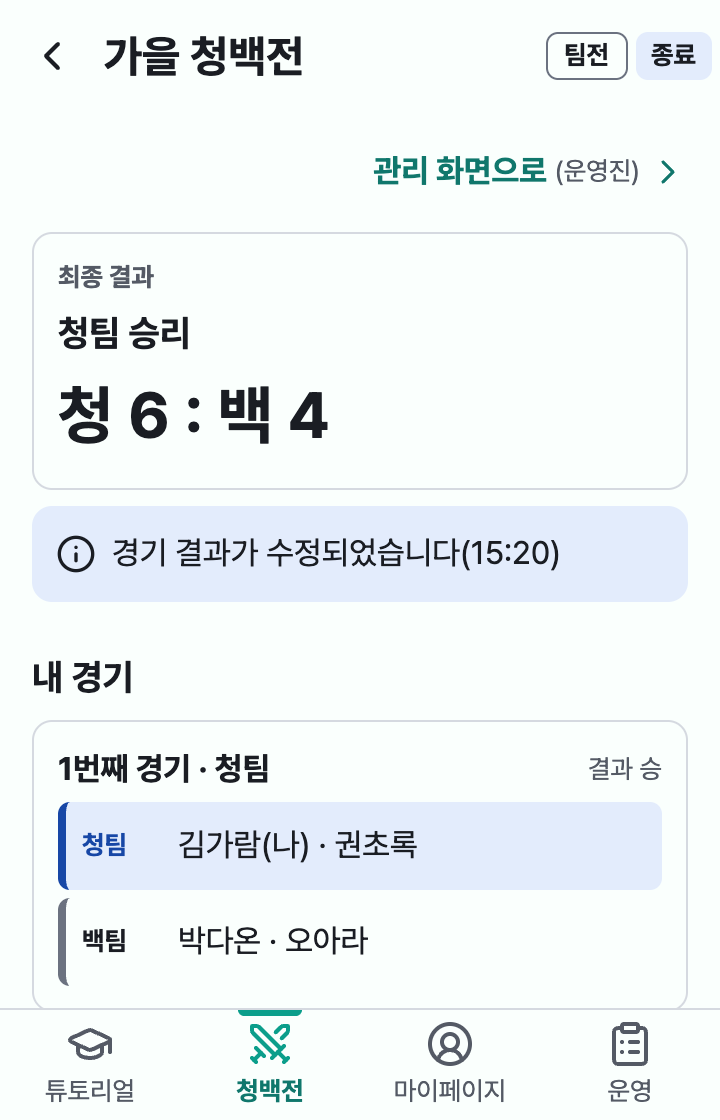 가을 청백전
팀전
종료
관리 화면으로 (운영진)
최종 결과
청팀 승리
청 6 : 백 4
경기 결과가 수정되었습니다(15:20)
내 경기
1번째 경기 · 청팀
결과 승
청팀 김가람(나) · 권초록
백팀 박다온 · 오아라
튜토리얼
청백전
마이페이지
운영